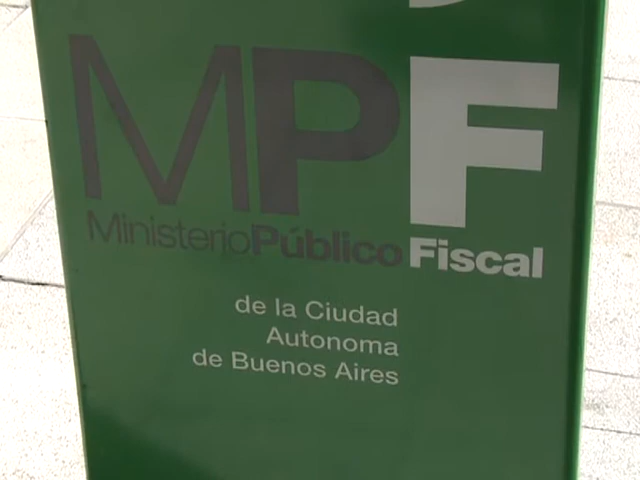 MPF
MinisterioPúblicoFiscal
de la Ciudad
Autonoma
de Buenos Aires